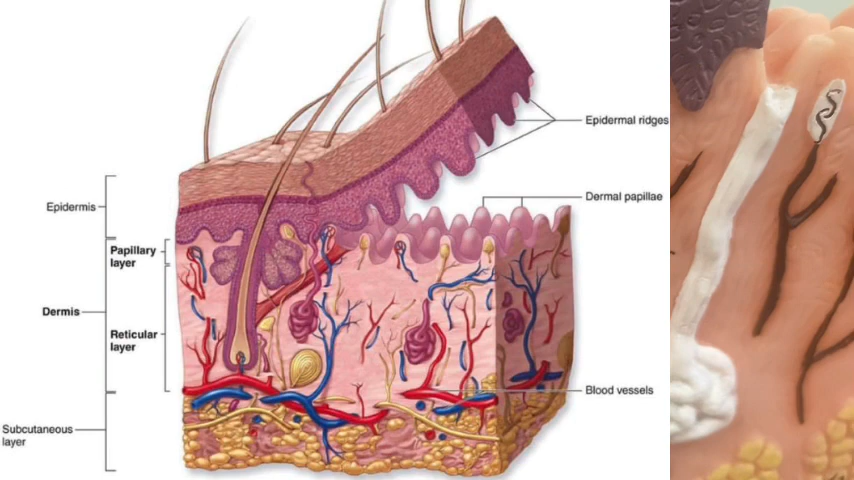 Epidermal ridges
Dermal papillae
Epidermis
Papillary
layer
Dermis
Reticular
layer
Blood vessels
Subcutaneous
layer